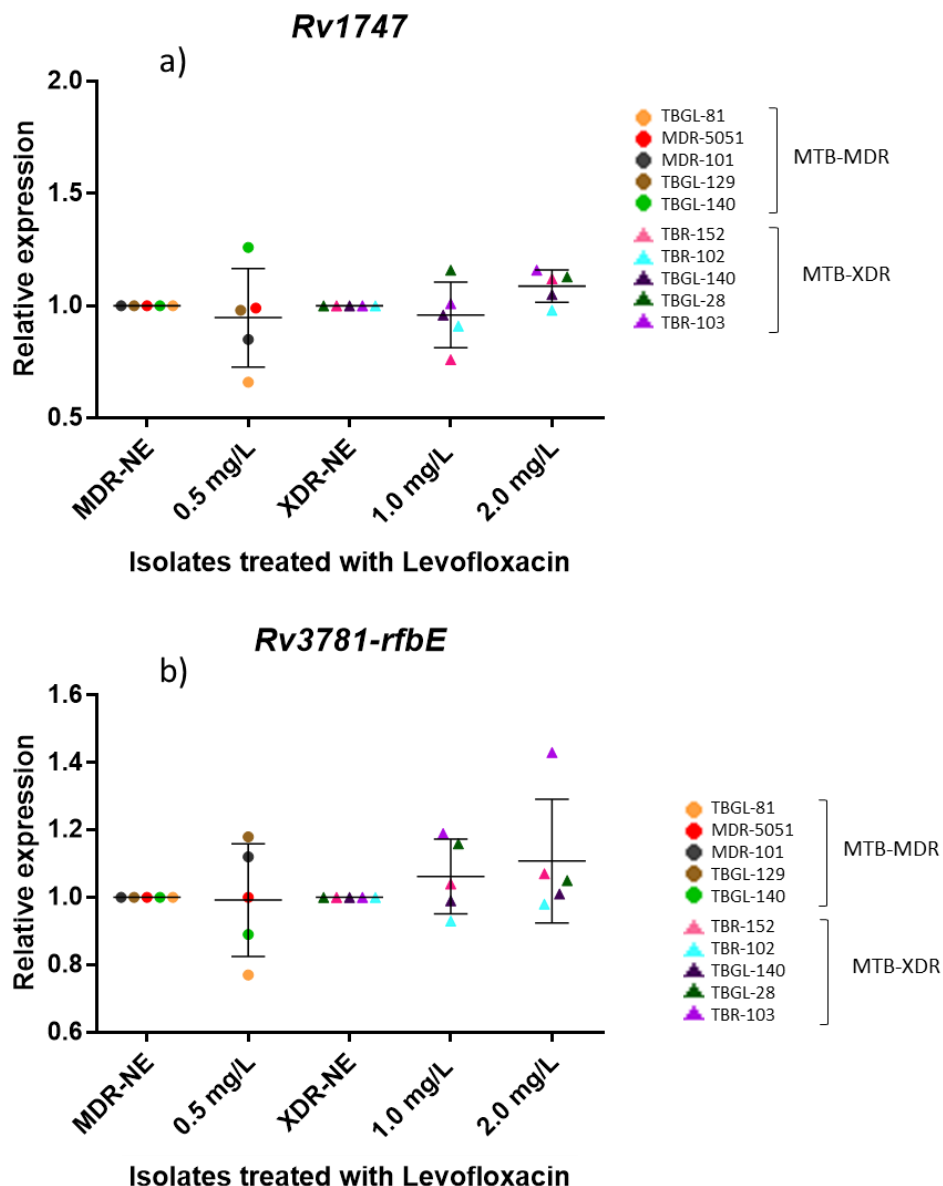 Rv1747
a)
2.0
1.5
1.0
0.5
Relative expression
MDR-NE
0.5 mg/L
XDR-NE
1.0 mg/L
2.0 mg/L
Isolates treated with Levofloxacin
TBGL-81
MDR-5051
MDR-101
TBGL-129
TBGL-140
MTB-MDR
TBR-152
TBR-102
TBGL-140
TBGL-28
TBR-103
MTB-XDR
Rv3781-rfbE
b)
1.6
1.4
1.2
1.0
0.8
0.6
Relative expression
MDR-NE
0.5 mg/L
XDR-NE
1.0 mg/L
2.0 mg/L
Isolates treated with Levofloxacin
TBGL-81
MDR-5051
MDR-101
TBGL-129
TBGL-140
MTB-MDR
TBR-152
TBR-102
TBGL-140
TBGL-28
TBR-103
MTB-XDR